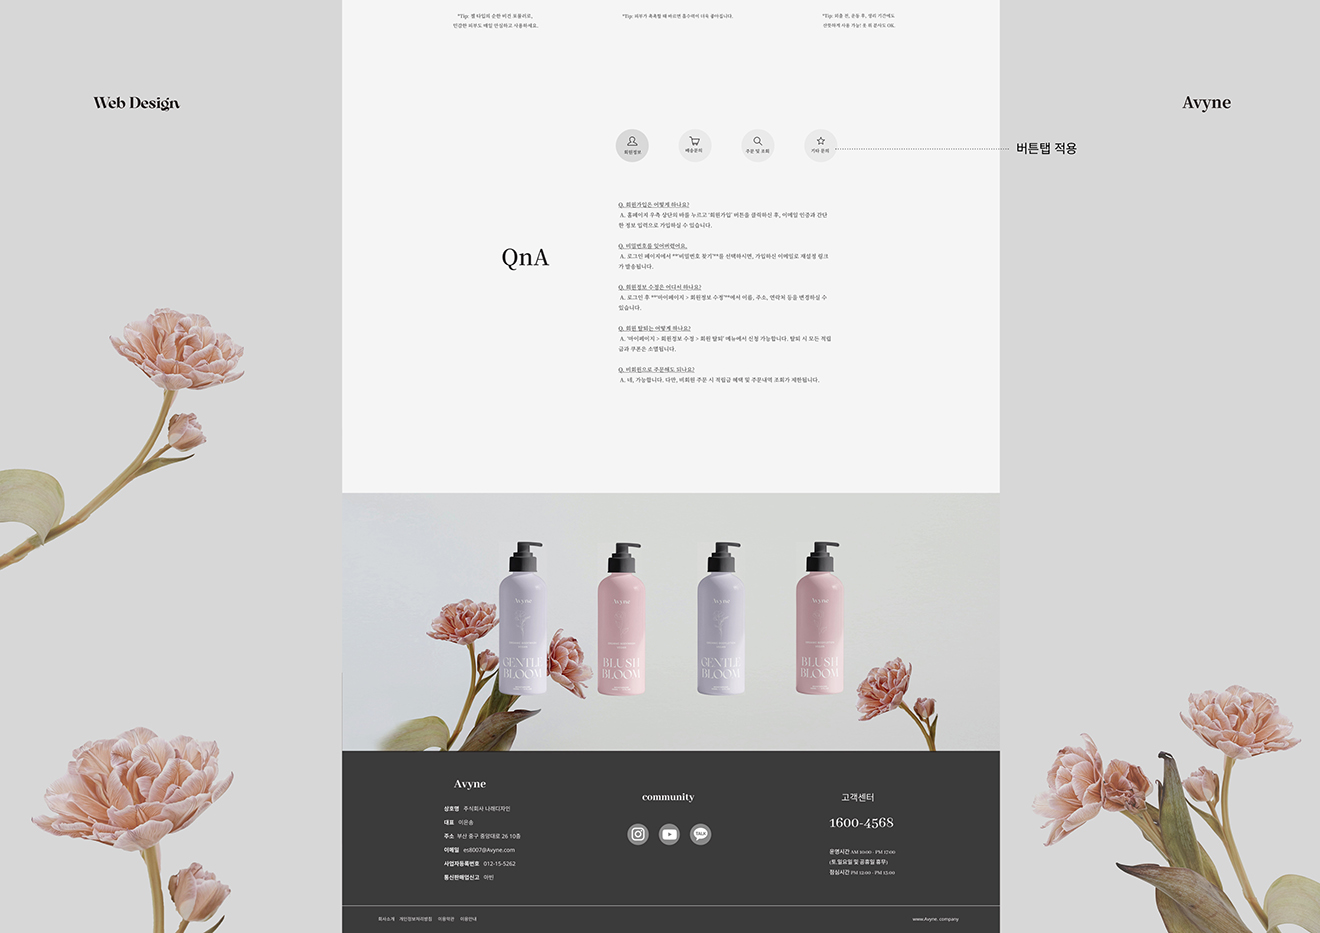 *Tip: 젤 타입의 순한 비건 포뮬러로,
민감한 피부도 매일 안심하고 사용하세요.
*Tip: 피부가 촉촉할 때 바르면 흡수력이 더욱 좋아집니다.
*Tip: 외출 전, 운동 후, 생리 기간에도
간편하게 사용 가능! 옷 위 분사도 OK.
Web Design
Avyne
회원정보
배송문의
주문 및 조회
기타 문의
버튼탭 적용
QnA
Q. 회원가입은 어떻게 하나요?
A. 홈페이지 우측 상단의 바를 누르고 '회원가입' 버튼을 클릭하신 후, 이메일 인증과 간단
한 정보 입력으로 가입하실 수 있습니다.
Q. 비밀번호를 잊어버렸어요.
A. 로그인 페이지에서 **'비밀번호 찾기'**를 선택하시면, 가입하신 이메일로 재설정 링크
가 발송됩니다.
Q. 회원정보 수정은 어디서 하나요?
A. 로그인 후 **'마이페이지 > 회원정보 수정'**에서 이름, 주소, 연락처 등을 변경하실 수
있습니다.
Q. 회원 탈퇴는 어떻게 하나요?
A. '마이페이지 > 회원정보 수정 > 회원 탈퇴' 메뉴에서 신청 가능합니다. 탈퇴 시 모든 적립
금과 쿠폰은 소멸됩니다.
Q. 비회원으로 주문해도 되나요?
A. 네, 가능합니다. 다만, 비회원 주문 시 적립금 혜택 및 주문내역 조회가 제한됩니다.
Avyne
GENTLE
BLOOM
Avyne
BLUSH
BLOOM
Avyne
GENTLE
BLOOM
Avyne
BLUSH
BLOOM
Avyne
상호명 주식회사 나래디자인
대표 이은송
주소 부산 중구 중앙대로 26 10층
이메일 es8007@Avyne.com
사업자등록번호 012-15-5262
통신판매업신고 아빈
community
TALK
고객센터
1600-4568
운영시간 AM 10:00 - PM 17:00
(토,일요일 및 공휴일 휴무)
점심시간 PM 12:00 - PM 13:00
회사소개 개인정보처리방침 이용약관 이용안내
www.Avyne. company